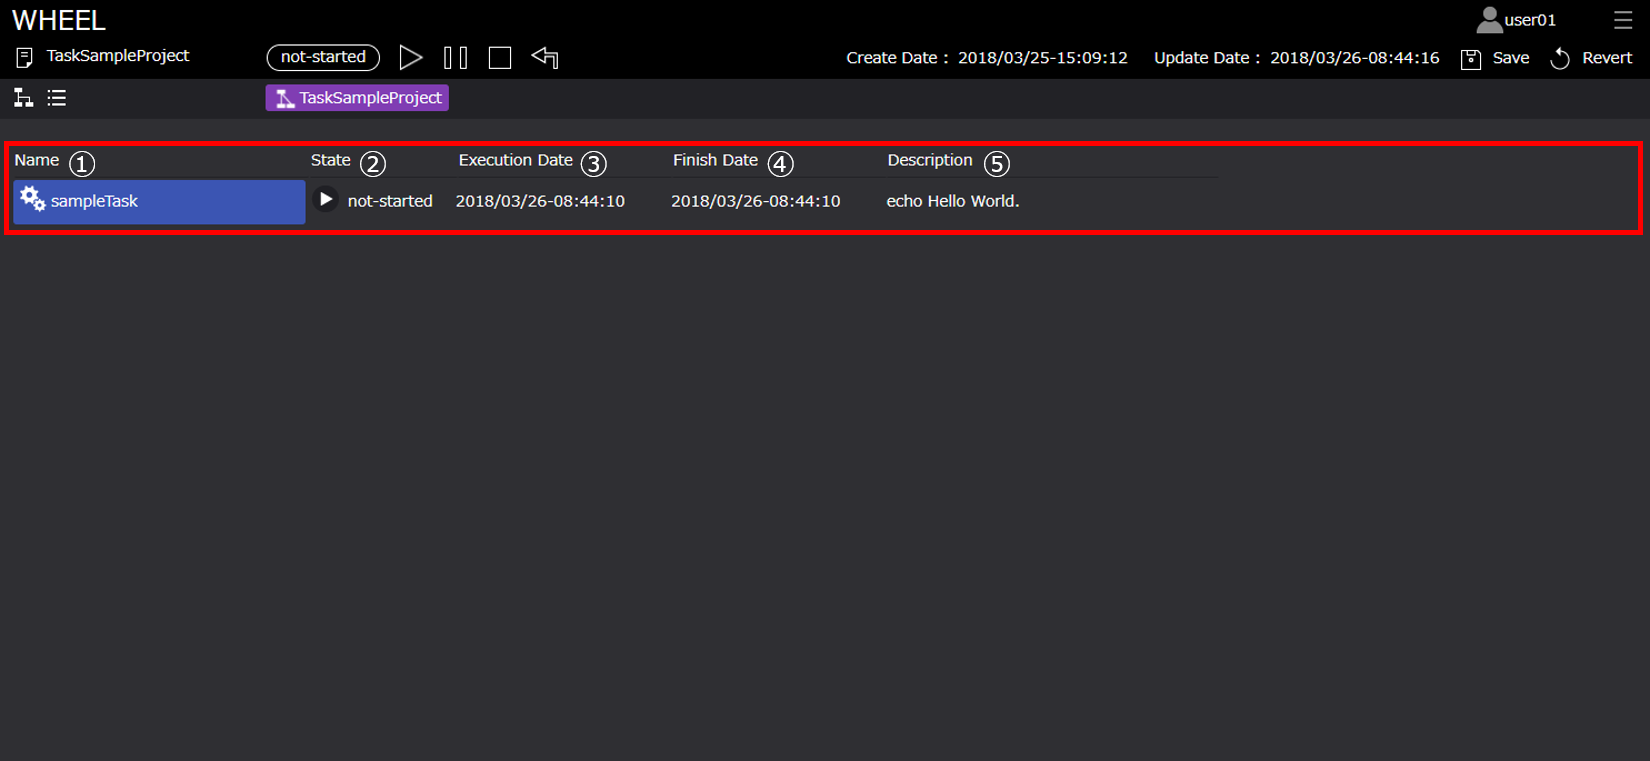 WHEEL
user01
TaskSampleProject not-started Create Date : 2018/03/25-15:09:12 Update Date : 2018/03/26-08:44:16 Save Revert
TaskSampleProject
Name ① State ② Execution Date ③ Finish Date ④ Description ⑤
sampleTask not-started 2018/03/26-08:44:10 2018/03/26-08:44:10 echo Hello World.